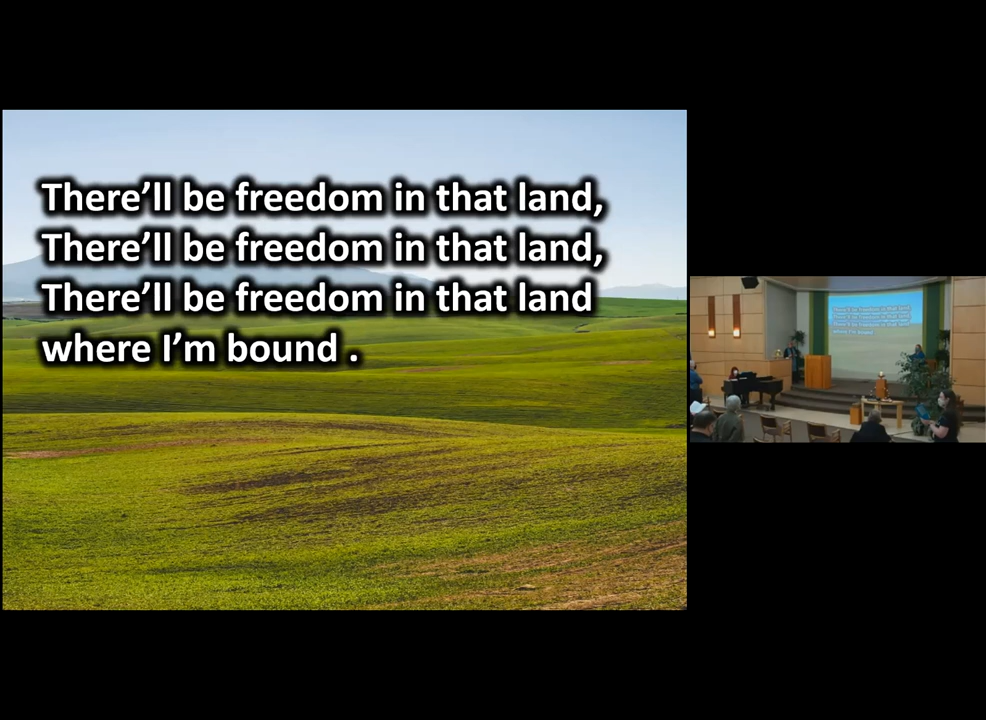 There’ll be freedom in that land,
There’ll be freedom in that land,
There’ll be freedom in that land
where I’m bound .